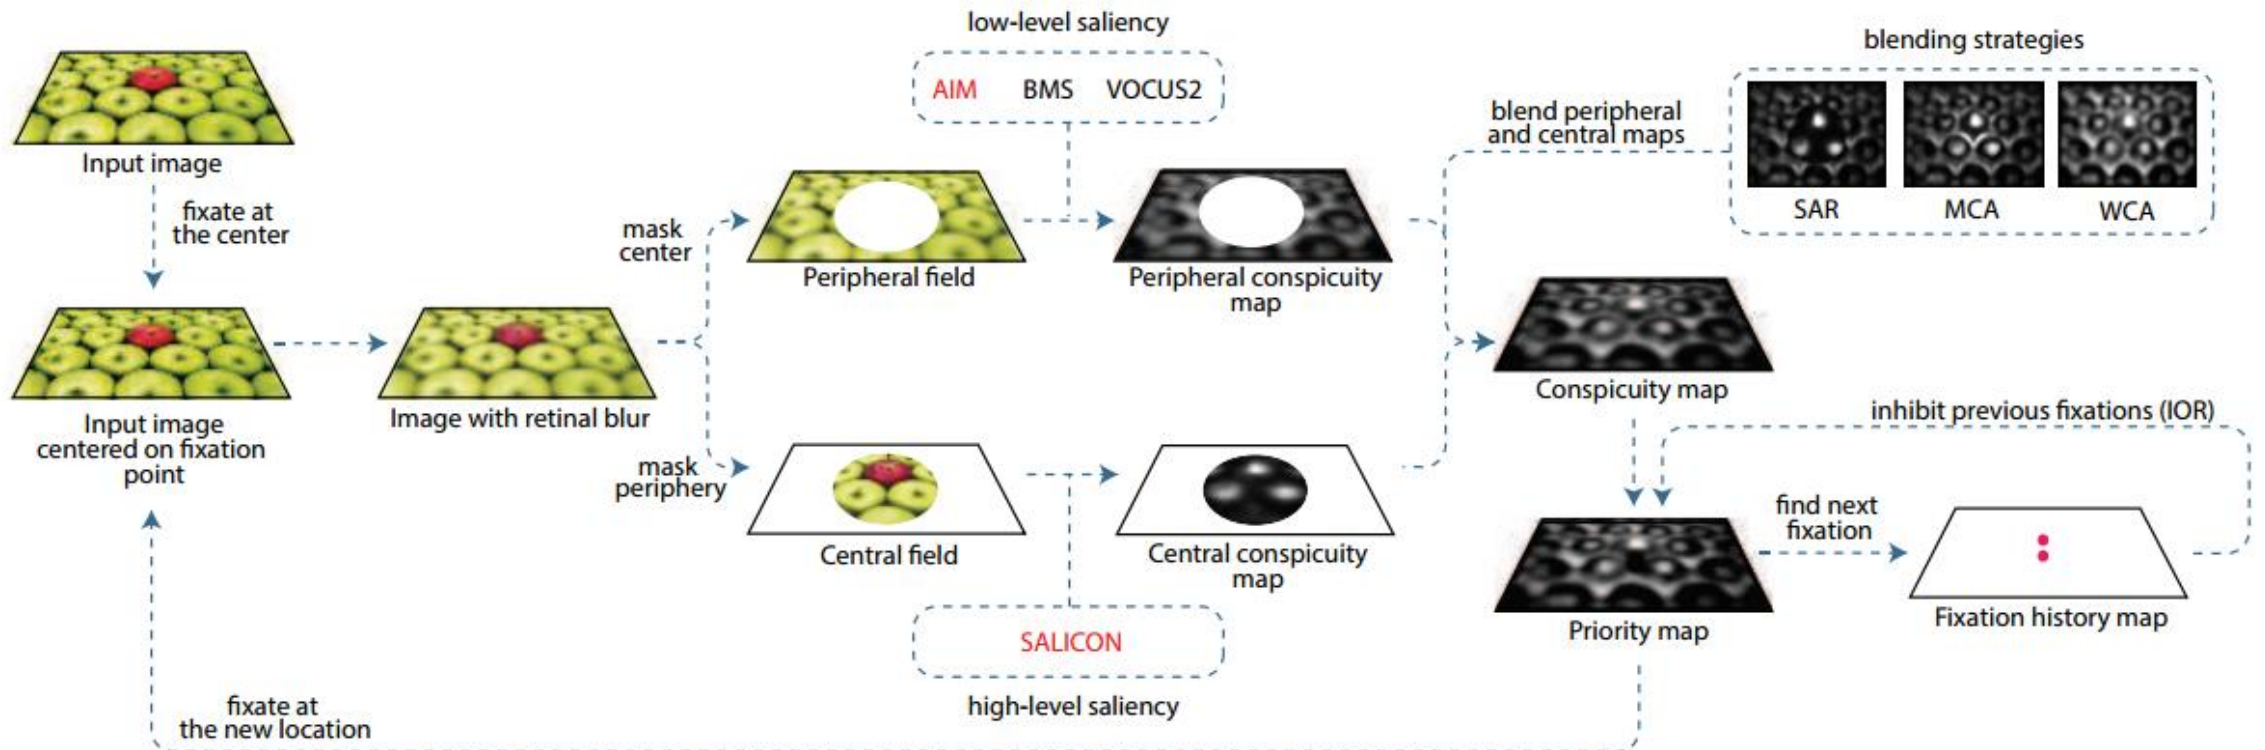 low-level saliency
AIM BMS VOCUS2
blending strategies
SAR MCA WCA
blend peripheral
and central maps
Input image
fixate at
the center
mask
center
Peripheral field
Peripheral conspicuity
map
Input image
centered on fixation
point
Image with retinal blur
Conspicuity map
inhibit previous fixations (IOR)
mask
periphery
Central field
Central conspicuity
map
find next
fixation
Priority map
Fixation history map
SALICON
high-level saliency
fixate at
the new location